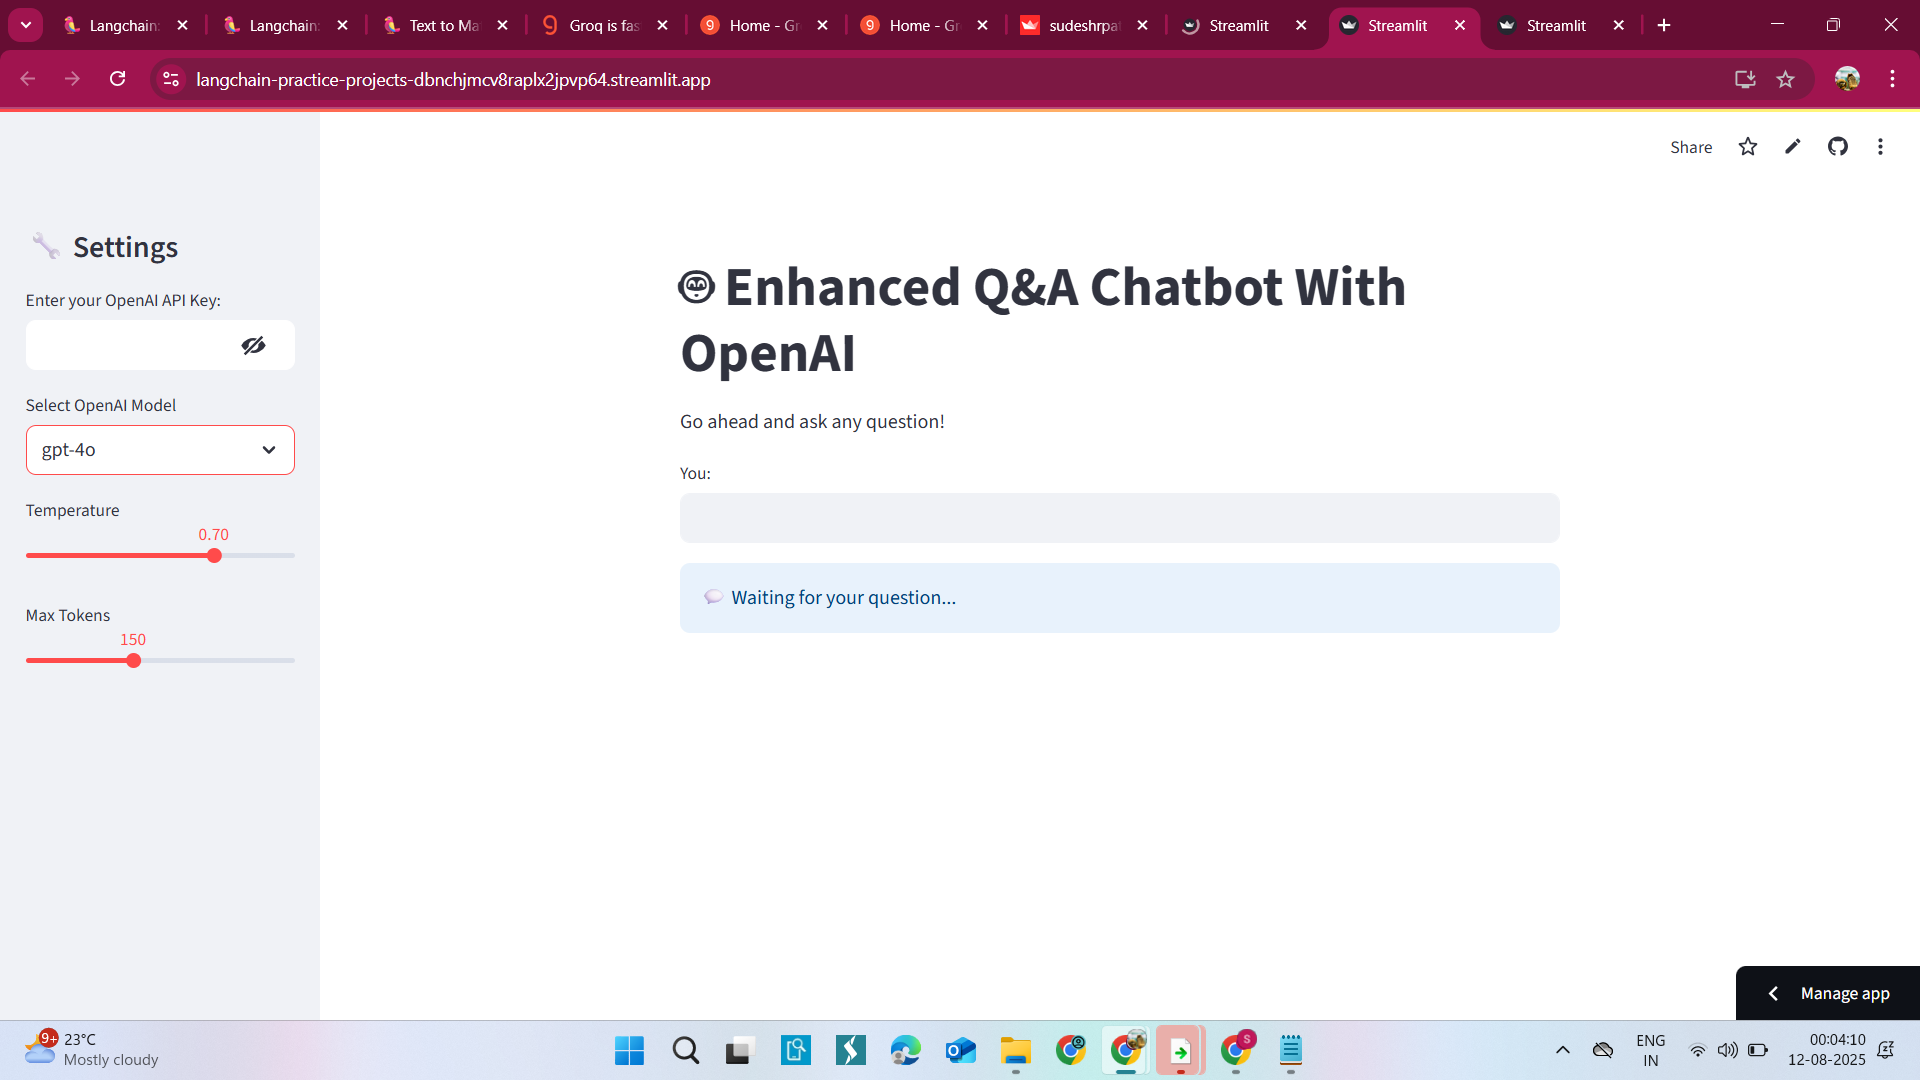 Langchain:
Langchain:
Text to Ma
Groq is fas
Home - Gr
Home - Gr
sudeshrpat
Streamlit
Streamlit
Streamlit
langchain-practice-projects-dbnchjmcv8raplx2jpvp64.streamlit.app
Share
Settings
Enter your OpenAI API Key:
Select OpenAI Model
gpt-4o
Temperature
0.70
Max Tokens
150
Enhanced Q&A Chatbot With
OpenAI
Go ahead and ask any question!
You:
Waiting for your question...
Manage app
9+
23°C
Mostly cloudy
S
ENG
IN
00:04:10
12-08-2025